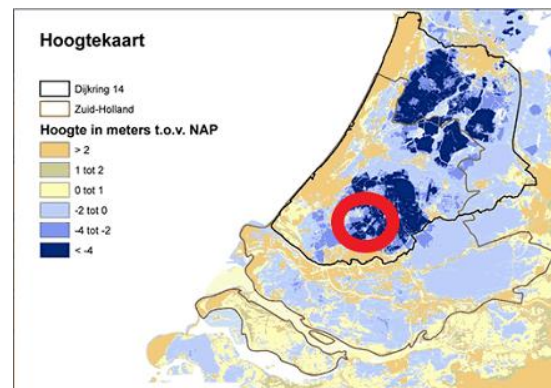 Hoogtekaart
Dijkring 14
Zuid-Holland
Hoogte in meters t.o.v. NAP
> 2
1 tot 2
0 tot 1
-2 tot 0
-4 tot -2
< -4